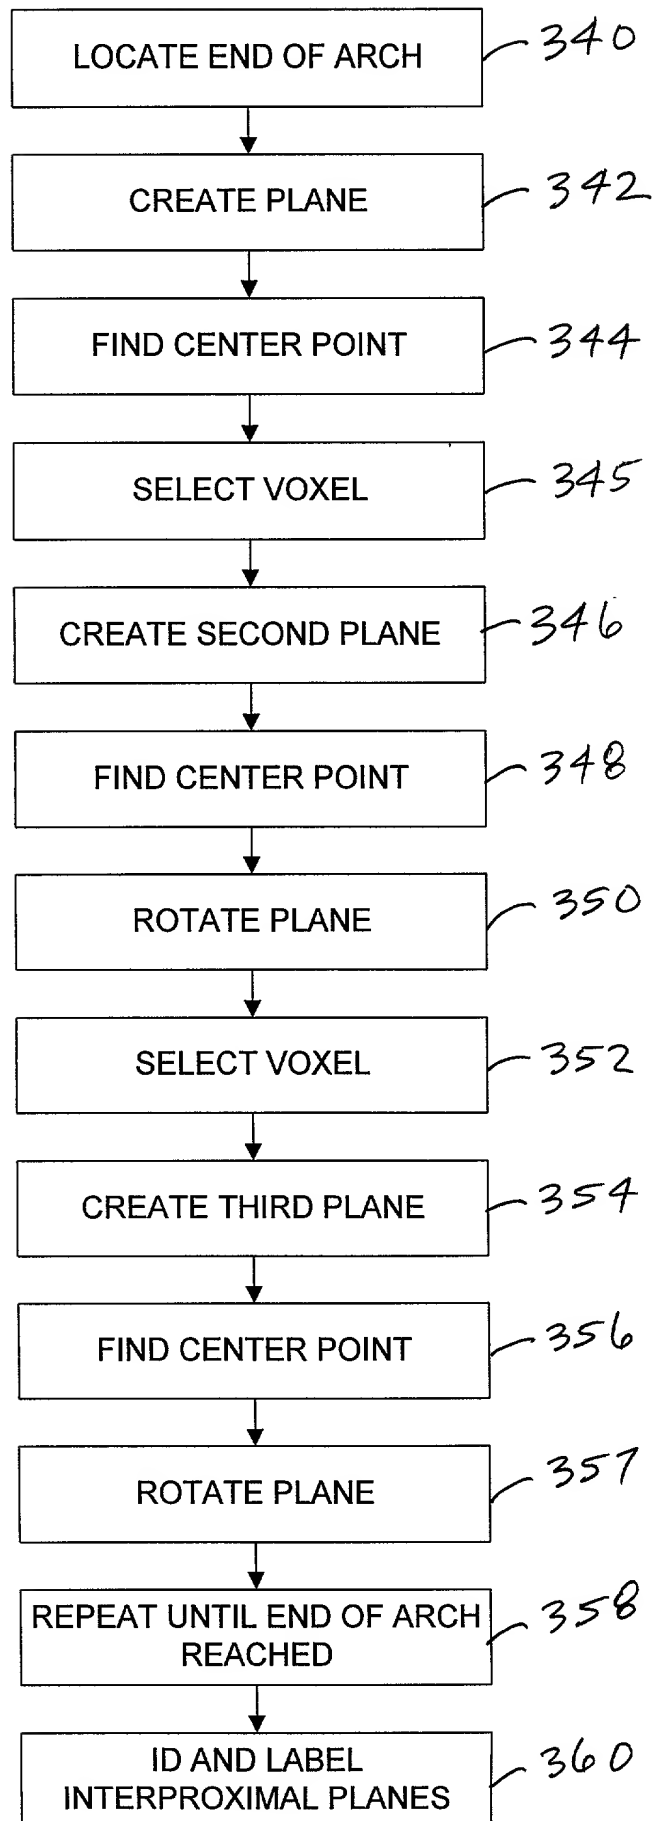 LOCATE END OF ARCH 340
CREATE PLANE 342
FIND CENTER POINT 344
SELECT VOXEL 345
CREATE SECOND PLANE 346
FIND CENTER POINT 348
ROTATE PLANE 350
SELECT VOXEL 352
CREATE THIRD PLANE 354
FIND CENTER POINT 356
ROTATE PLANE 357
REPEAT UNTIL END OF ARCH 358
REACHED
ID AND LABEL 360
INTERPROXIMAL PLANES